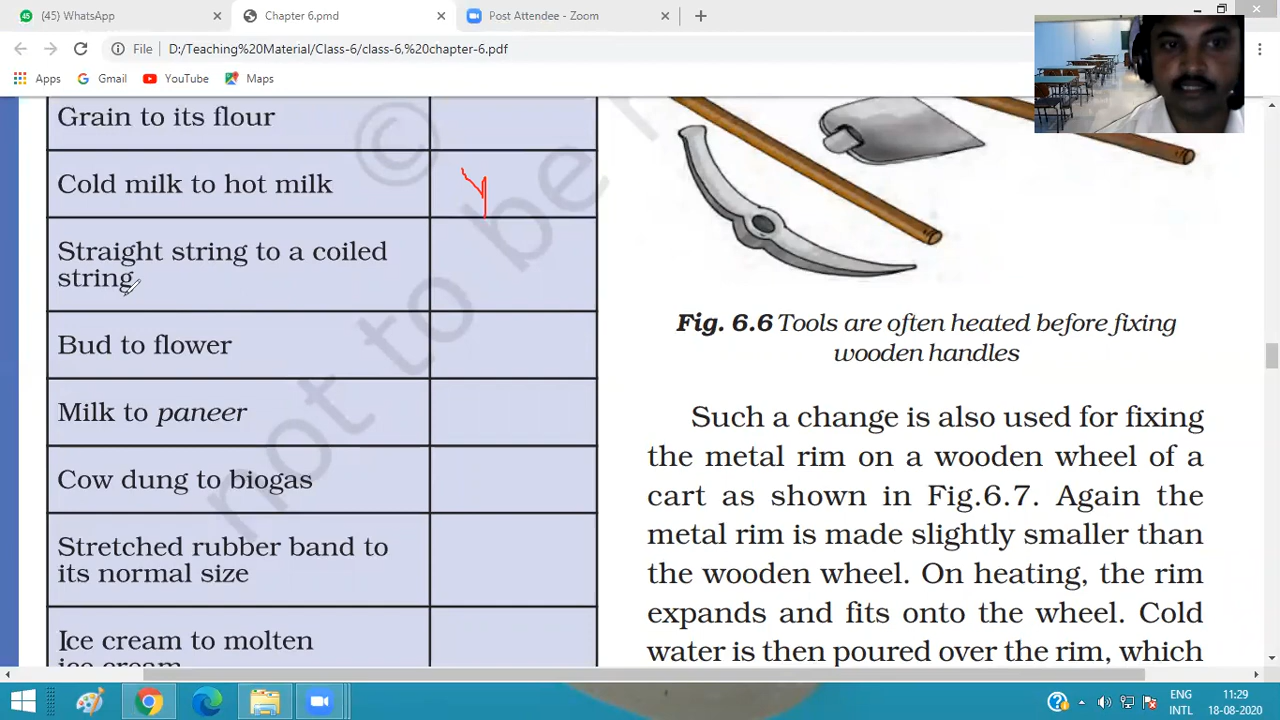 (45) WhatsApp
Chapter 6.pmd
Post Attendee - Zoom
File
D:/Teaching%20Material/Class-6/class-6,%20chapter-6.pdf
Apps
Gmail
YouTube
Maps
Grain to its flour
Cold milk to hot milk
Y
Straight string to a coiled
string
Bud to flower
Milk to paneer
Cow dung to biogas
Stretched rubber band to
its normal size
Ice cream to molten
ice cream
©
not to be r
Fig. 6.6 Tools are often heated before fixing
wooden handles
Such a change is also used for fixing
the metal rim on a wooden wheel of a
cart as shown in Fig.6.7. Again the
metal rim is made slightly smaller than
the wooden wheel. On heating, the rim
expands and fits onto the wheel. Cold
water is then poured over the rim, which
ENG
INTL
11:29
18-08-2020